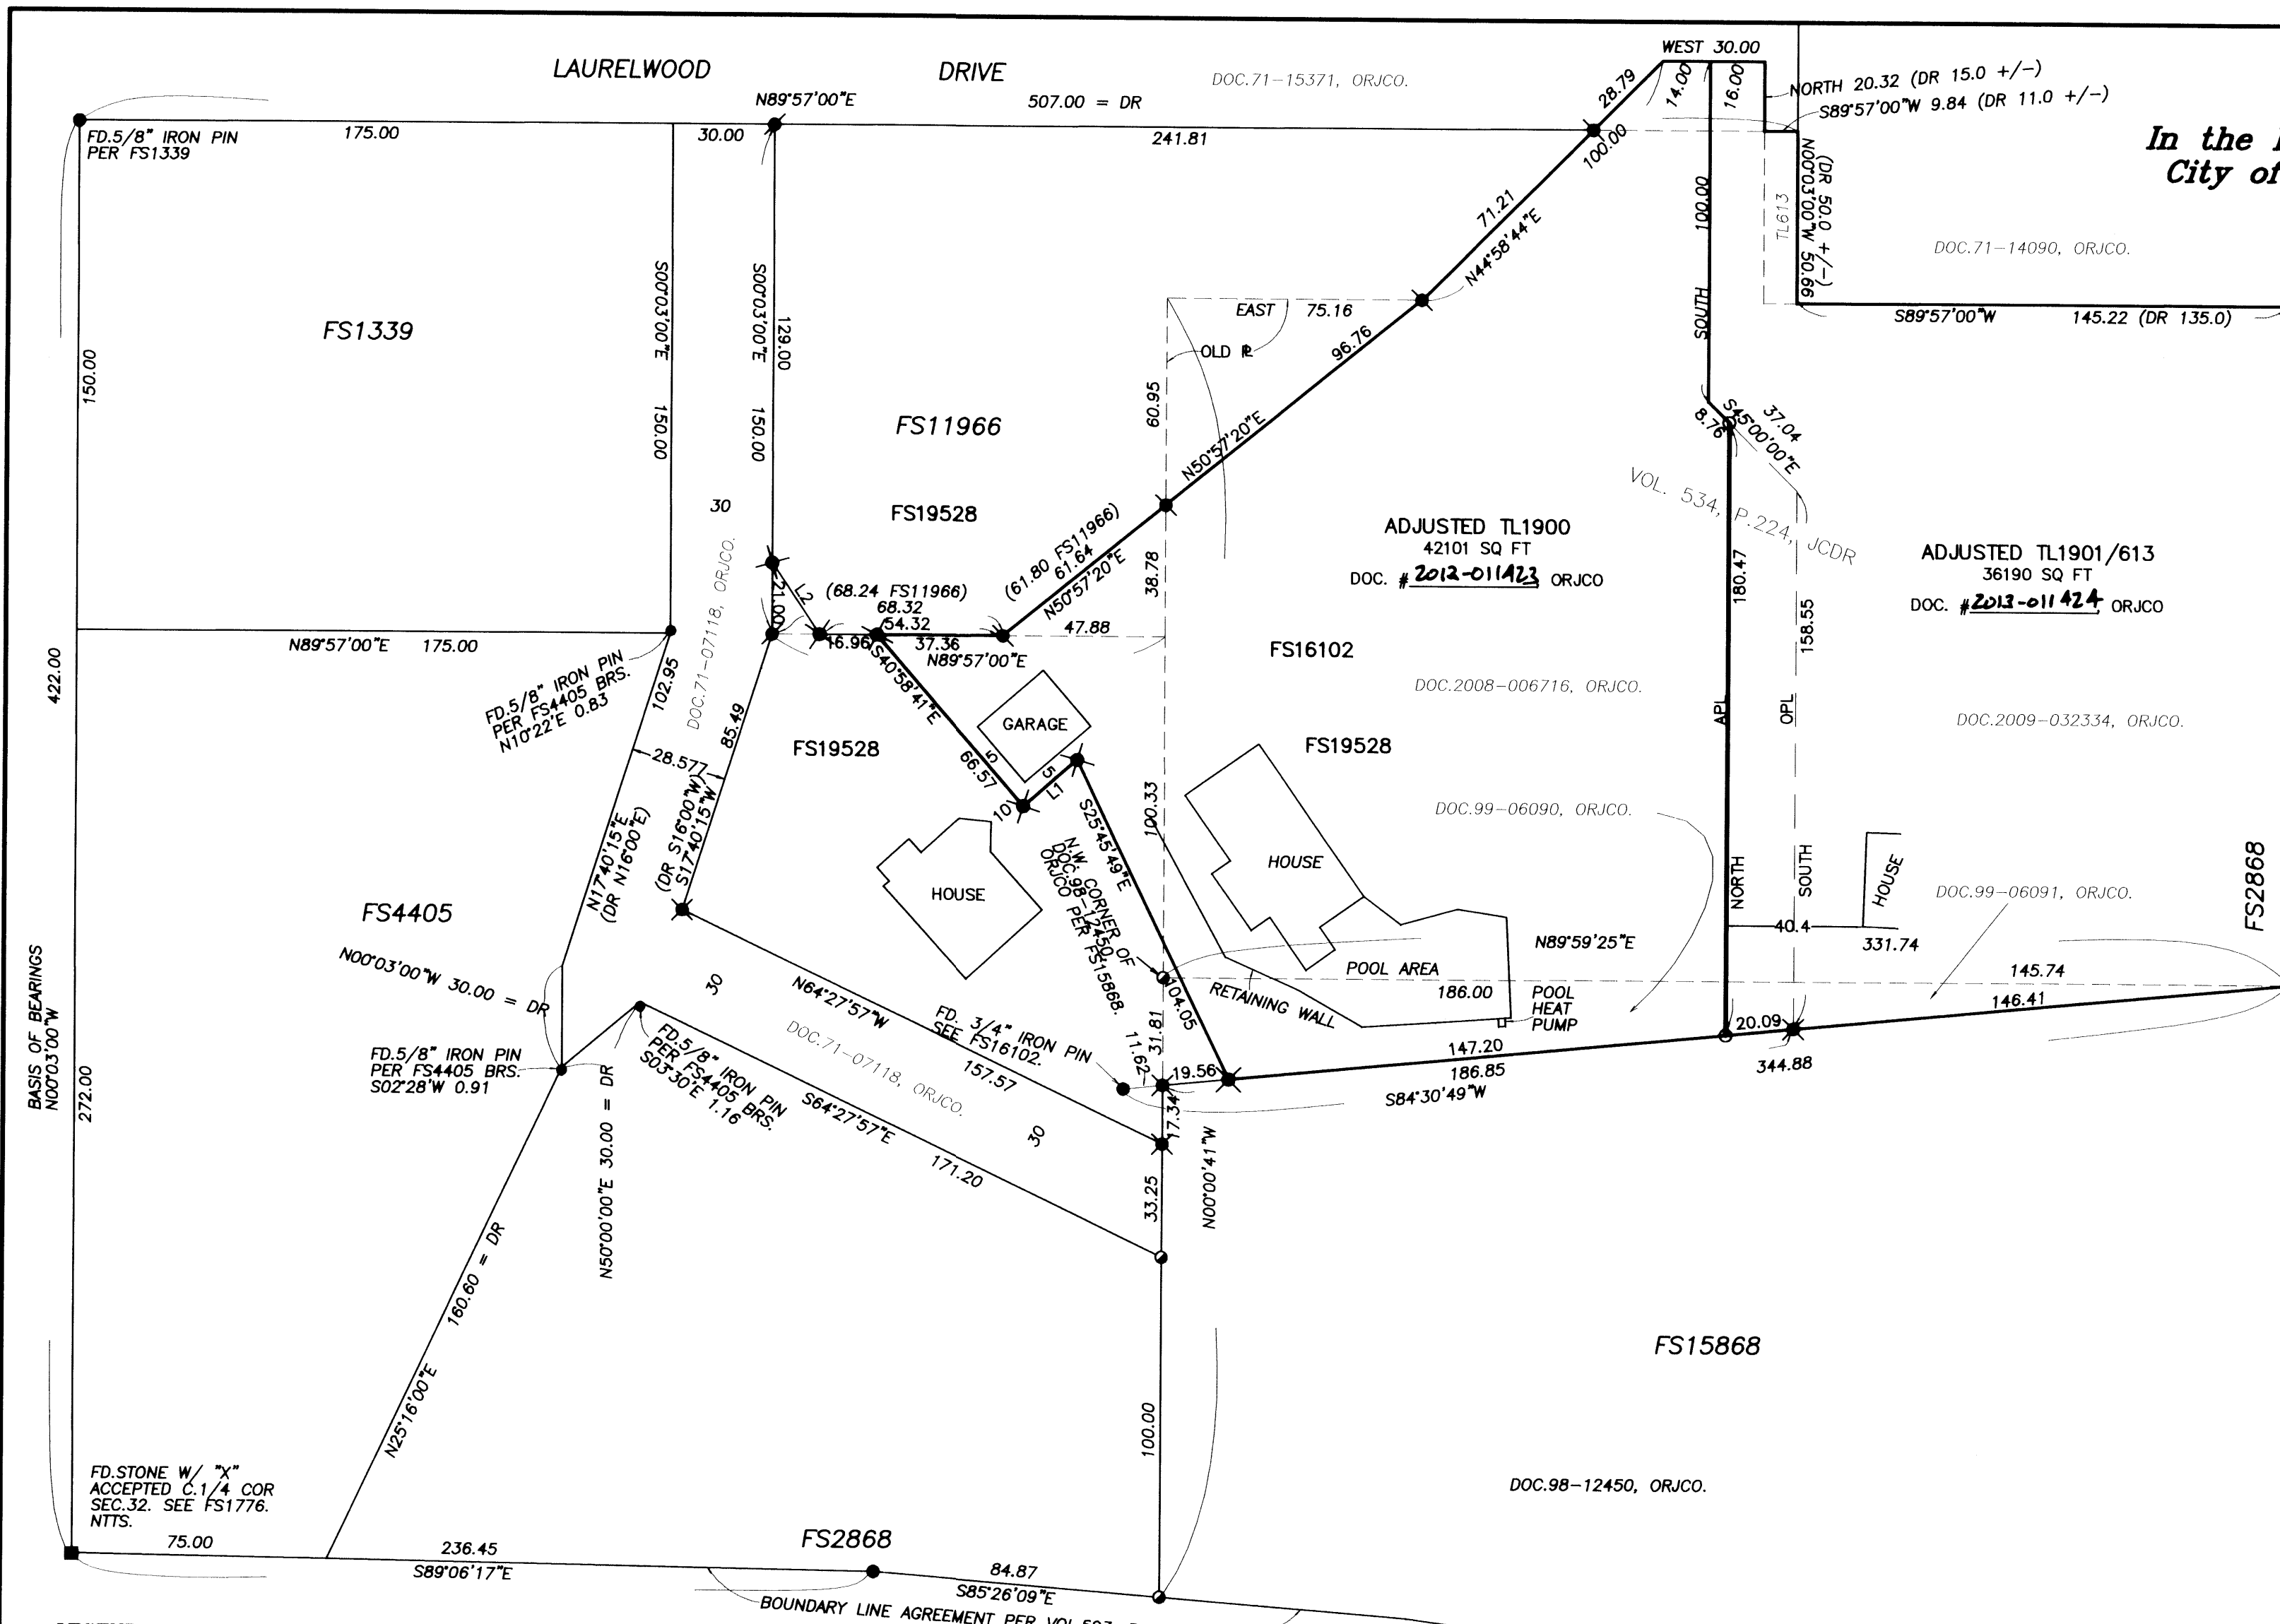 LAURELWOOD DRIVE
DOC.71-15371, ORJCO.
WEST 30.00
N89°57'00"E
507.00 = DR
28.79
14.00
16.00
NORTH 20.32 (DR 15.0 +/-)
S89°57'00"W 9.84 (DR 11.0 +/-)
FD.5/8" IRON PIN
PER FS1339
175.00
30.00
241.81
100.00
In the
City of
(DR 50.0 +/-)
N00°03'00"W 50.66
TL613
DOC.71-14090, ORJCO.
71.21
N44°58'44"E
100.00
SOUTH
S89°57'00"W
145.22 (DR 135.0)
EAST
75.16
OLD PL
96.76
FS1339
150.00
S00°03'00"E
150.00
S00°03'00"E
150.00
129.00
60.95
N50°57'20"E
FS11966
8.76
S45°00'00"E
37.04
VOL. 534, P.224, JCDR
30
FS19528
(61.80 FS11966)
61.64
N50°57'20"E
38.78
ADJUSTED TL1900
42101 SQ FT
DOC. # 2012-011423 ORJCO
180.47
158.55
ADJUSTED TL1901/613
36190 SQ FT
DOC. #2013-011424 ORJCO
DOC.71-07118, ORJCO.
21.00
L2
(68.24 FS11966)
68.32
54.32
16.96
37.36
N89°57'00"E
47.88
N89°57'00"E
175.00
422.00
FD.5/8" IRON PIN
PER FS4405 BRS.
N10°22'E 0.83
102.95
85.49
28.577
S40°58'41"E
GARAGE
5
66.57
5
L1
10
FS16102
DOC.2008-006716, ORJCO.
APL
OPL
DOC.2009-032334, ORJCO.
FS19528
FS19528
DOC.99-06090, ORJCO.
100.33
S25°45'49"E
104.05
N17°40'15"E
(DR N16°00'E)
(DR S16°00'W)
S17°40'15"W
HOUSE
HOUSE
NORTH
SOUTH
HOUSE
DOC.99-06091, ORJCO.
FS2868
FS4405
N.W. CORNER OF
DOC.98-12450,
ORJCO PER FS15868.
N89°59'25"E
40.4
331.74
145.74
146.41
POOL AREA
186.00
POOL
HEAT
PUMP
RETAINING WALL
BASIS OF BEARINGS
N00°03'00"W
N00°03'00"W 30.00 = DR
30
N64°27'57"W
157.57
FD. 3/4" IRON PIN
SEE FS16102.
11.62
31.81
19.56
147.20
186.85
S84°30'49"W
20.09
344.88
FD.5/8" IRON PIN
PER FS4405 BRS.
S02°28'W 0.91
272.00
FD.5/8" IRON PIN
PER FS4405 BRS.
S03°30'E 1.16
DOC.71-07118, ORJCO.
S64°27'57"E
171.20
30
17.34
N00°00'41"W
33.25
N50°00'00"E 30.00 = DR
160.60 = DR
N25°16'00"E
100.00
FS15868
DOC.98-12450, ORJCO.
FD.STONE W/ "X"
ACCEPTED C.1/4 COR
SEC.32. SEE FS1776.
NTTS.
75.00
236.45
S89°06'17"E
FS2868
84.87
S85°26'09"E
BOUNDARY LINE AGREEMENT PER